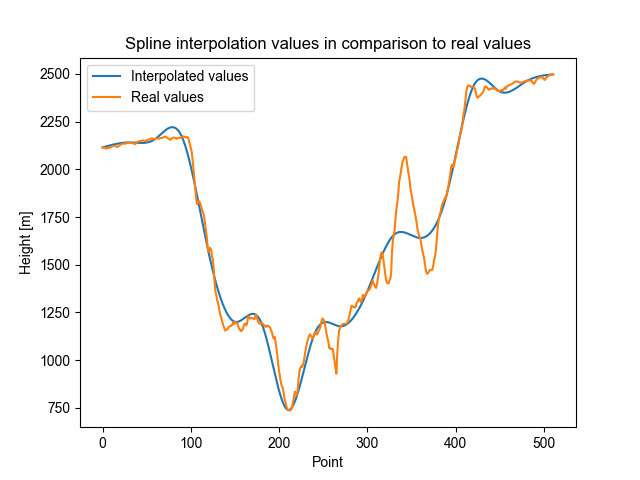 Spline interpolation values in comparison to real values
Interpolated values
Real values
Height [m]
2500
2250
2000
1750
1500
1250
1000
750
0 100 200 300 400 500
Point